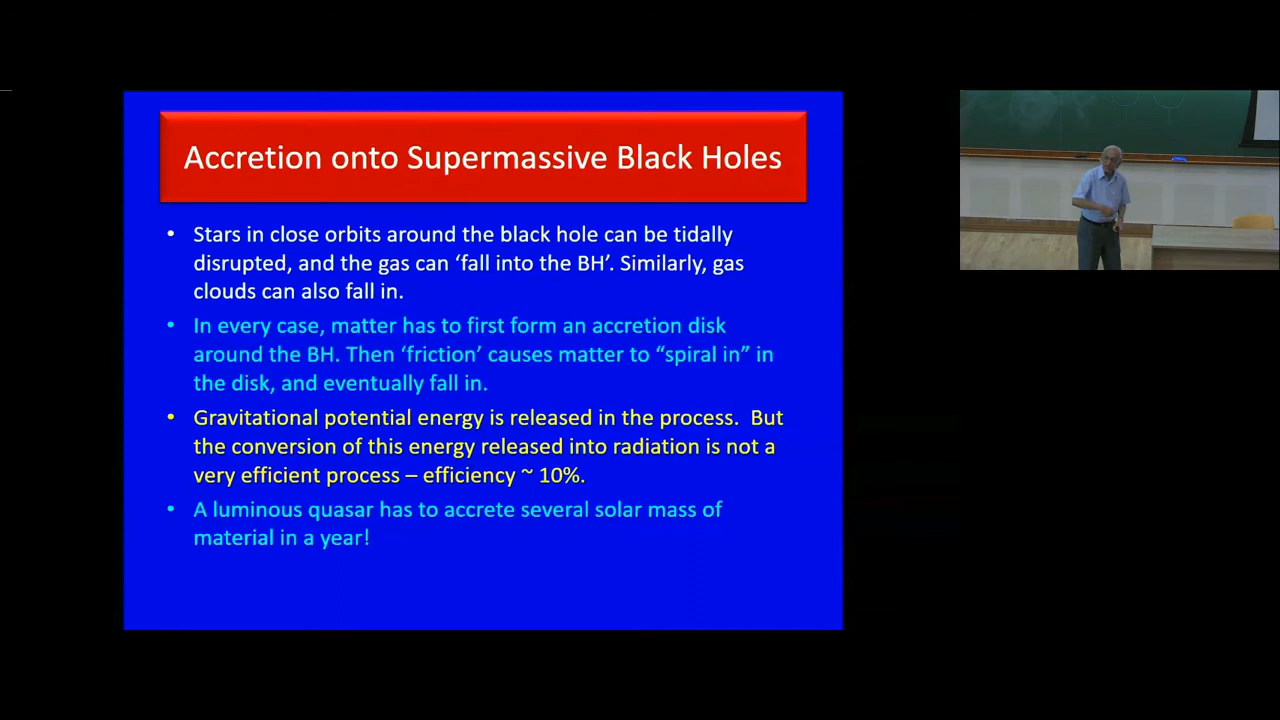 Accretion onto Supermassive Black Holes
• Stars in close orbits around the black hole can be tidally
disrupted, and the gas can ‘fall into the BH’. Similarly, gas
clouds can also fall in.
• In every case, matter has to first form an accretion disk
around the BH. Then ‘friction’ causes matter to “spiral in” in
the disk, and eventually fall in.
• Gravitational potential energy is released in the process.  But
the conversion of this energy released into radiation is not a
very efficient process – efficiency ~ 10%.
• A luminous quasar has to accrete several solar mass of
material in a year!